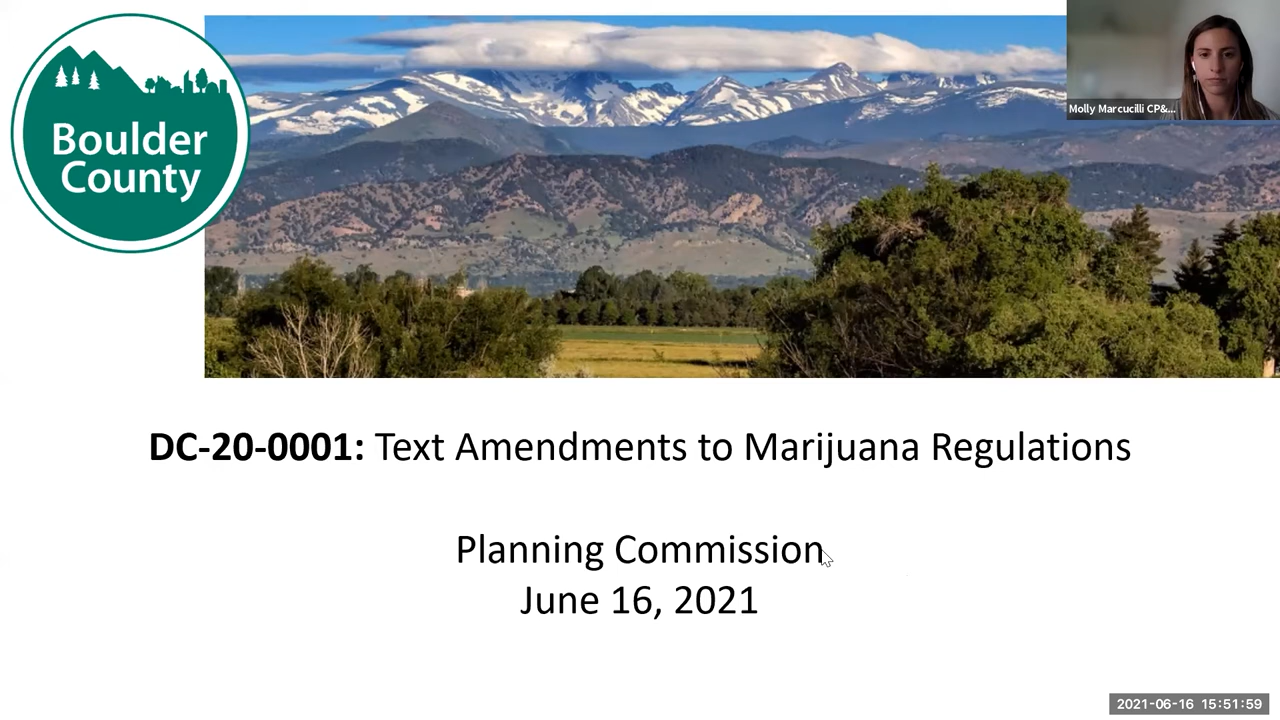 Boulder
County
Molly Marcucilli CP&...
DC-20-0001: Text Amendments to Marijuana Regulations
Planning Commission
June 16, 2021
2021-06-16 15:51:59